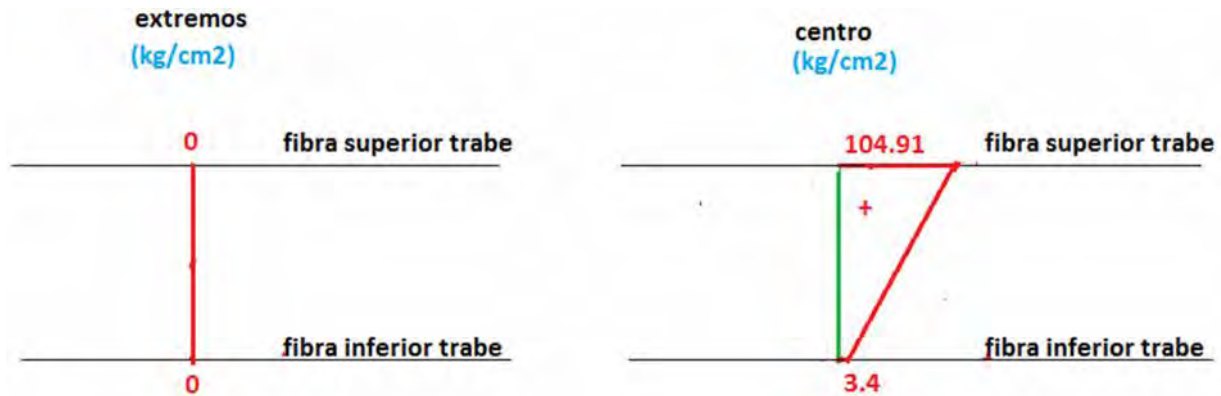 extremos
(kg/cm2)
centro
(kg/cm2)
0
fibra superior trabe
104.91
fibra superior trabe
+
fibra inferior trabe
0
fibra inferior trabe
3.4